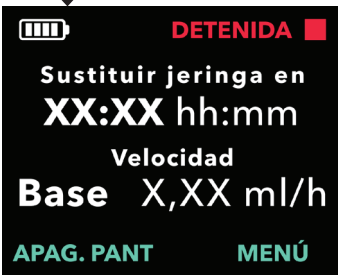 DETENIDA
Sustituir jeringa en
XX:XX hh:mm
Velocidad
Base X,XX ml/h
APAG. PANT MENÚ